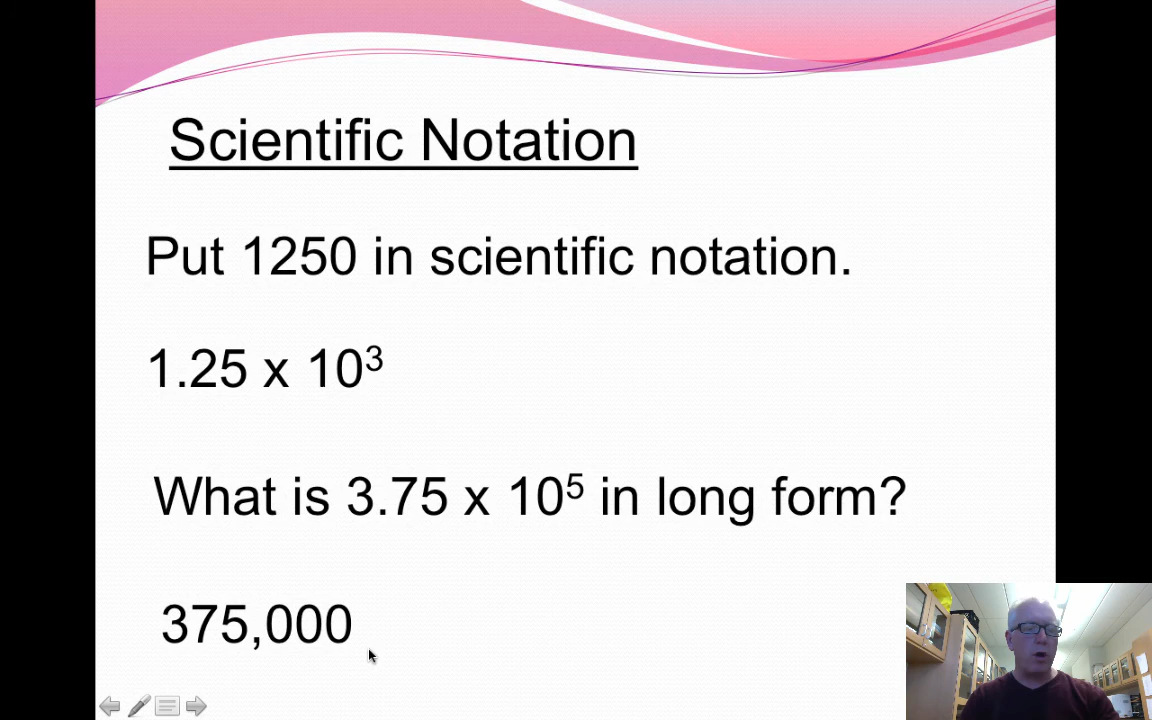 Scientific Notation
Put 1250 in scientific notation.
1.25 x 10³
What is 3.75 x 10⁵ in long form?
375,000